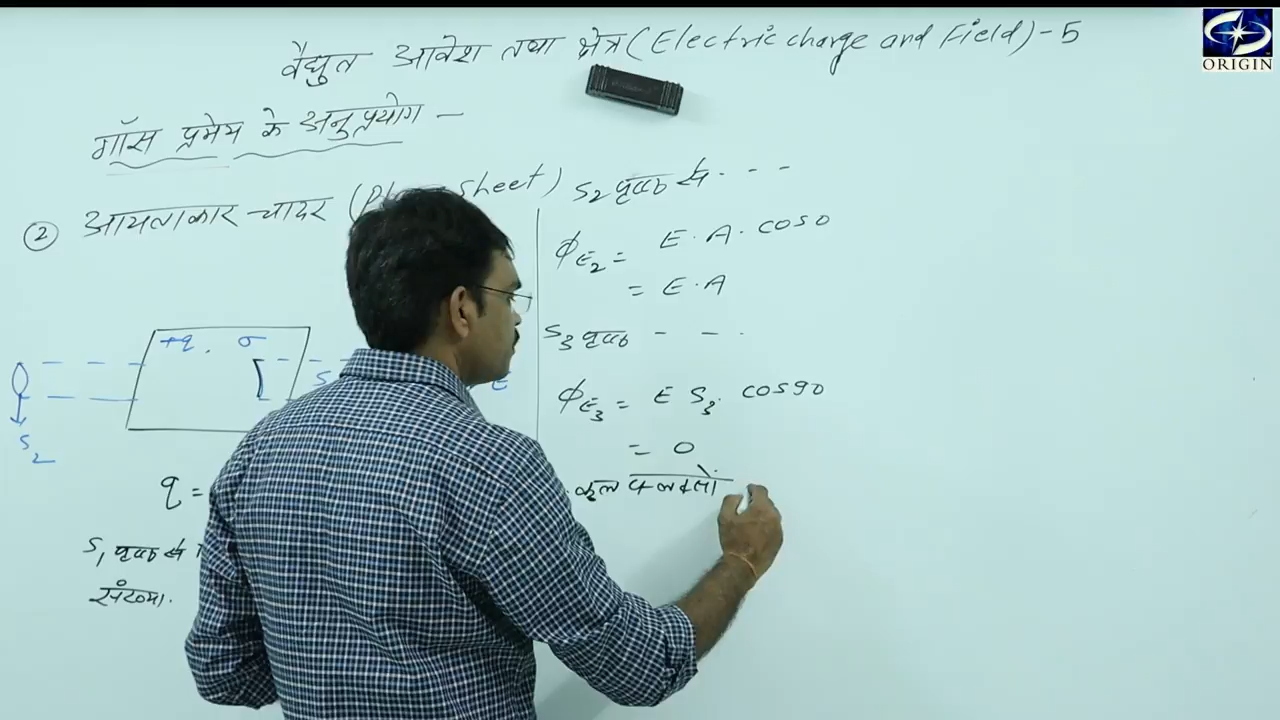 वैद्युत आवेश तथा क्षेत्र (Electric charge and Field) - 5
ORIGIN
गॉस प्रमेय के अनुप्रयोग -
② आयताकार चादर (Pl Sheet)
+q . σ
S
E
S2
q =
S1 पृष्ठ से
संख्या.
S2 पृष्ठ से . - -
ΦE2 = E . A . cos0
= E . A
S3 पृष्ठ - - .
ΦE3 = E S3 . cos90
= 0
. कुल फ्लक्सों